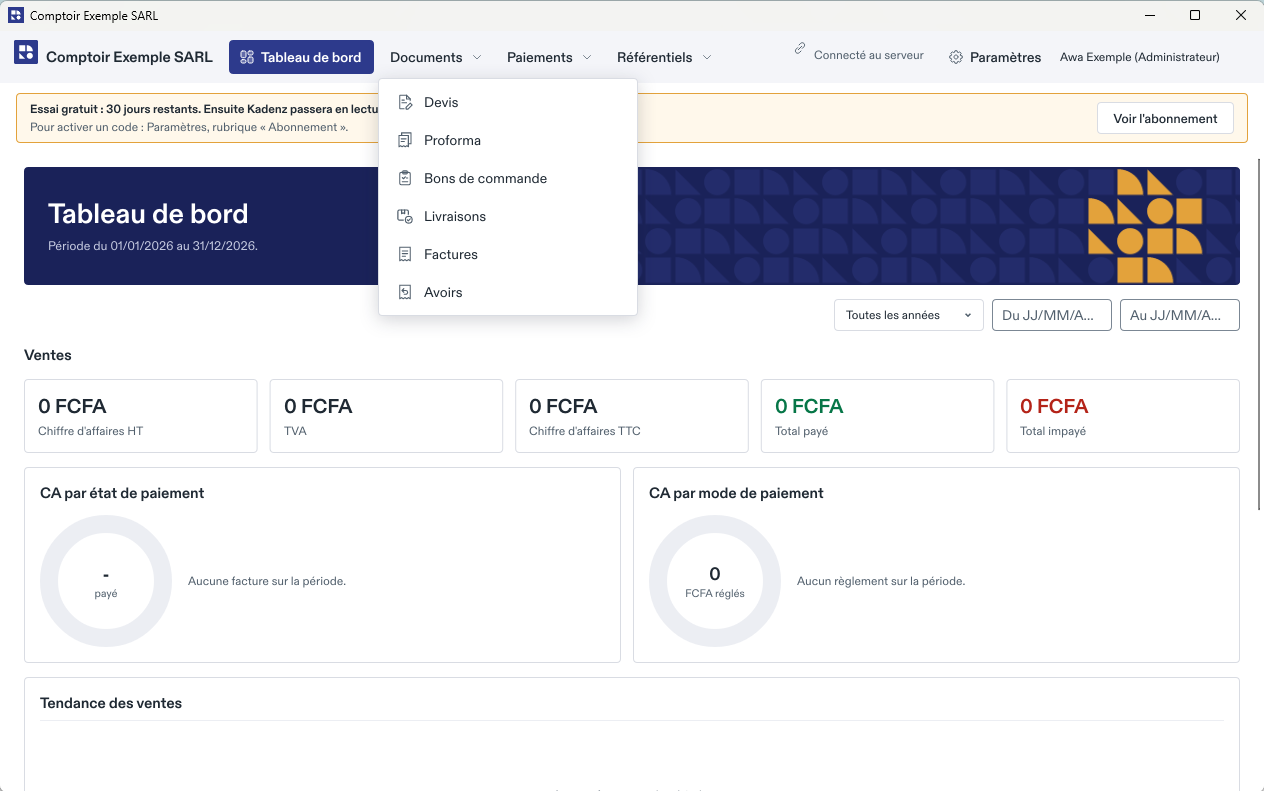 Comptoir Exemple SARL
Comptoir Exemple SARL
Tableau de bord
Documents
Paiements
Référentiels
Connecté au serveur
Paramètres
Awa Exemple (Administrateur)
Essai gratuit : 30 jours restants. Ensuite Kadenz passera en lectu
Pour activer un code : Paramètres, rubrique « Abonnement ».
Voir l'abonnement
Devis
Proforma
Bons de commande
Livraisons
Factures
Avoirs
Tableau de bord
Période du 01/01/2026 au 31/12/2026.
Toutes les années
Du JJ/MM/A...
Au JJ/MM/A...
Ventes
0 FCFA
Chiffre d'affaires HT
0 FCFA
TVA
0 FCFA
Chiffre d'affaires TTC
0 FCFA
Total payé
0 FCFA
Total impayé
CA par état de paiement
-
payé
Aucune facture sur la période.
CA par mode de paiement
0
FCFA réglés
Aucun règlement sur la période.
Tendance des ventes